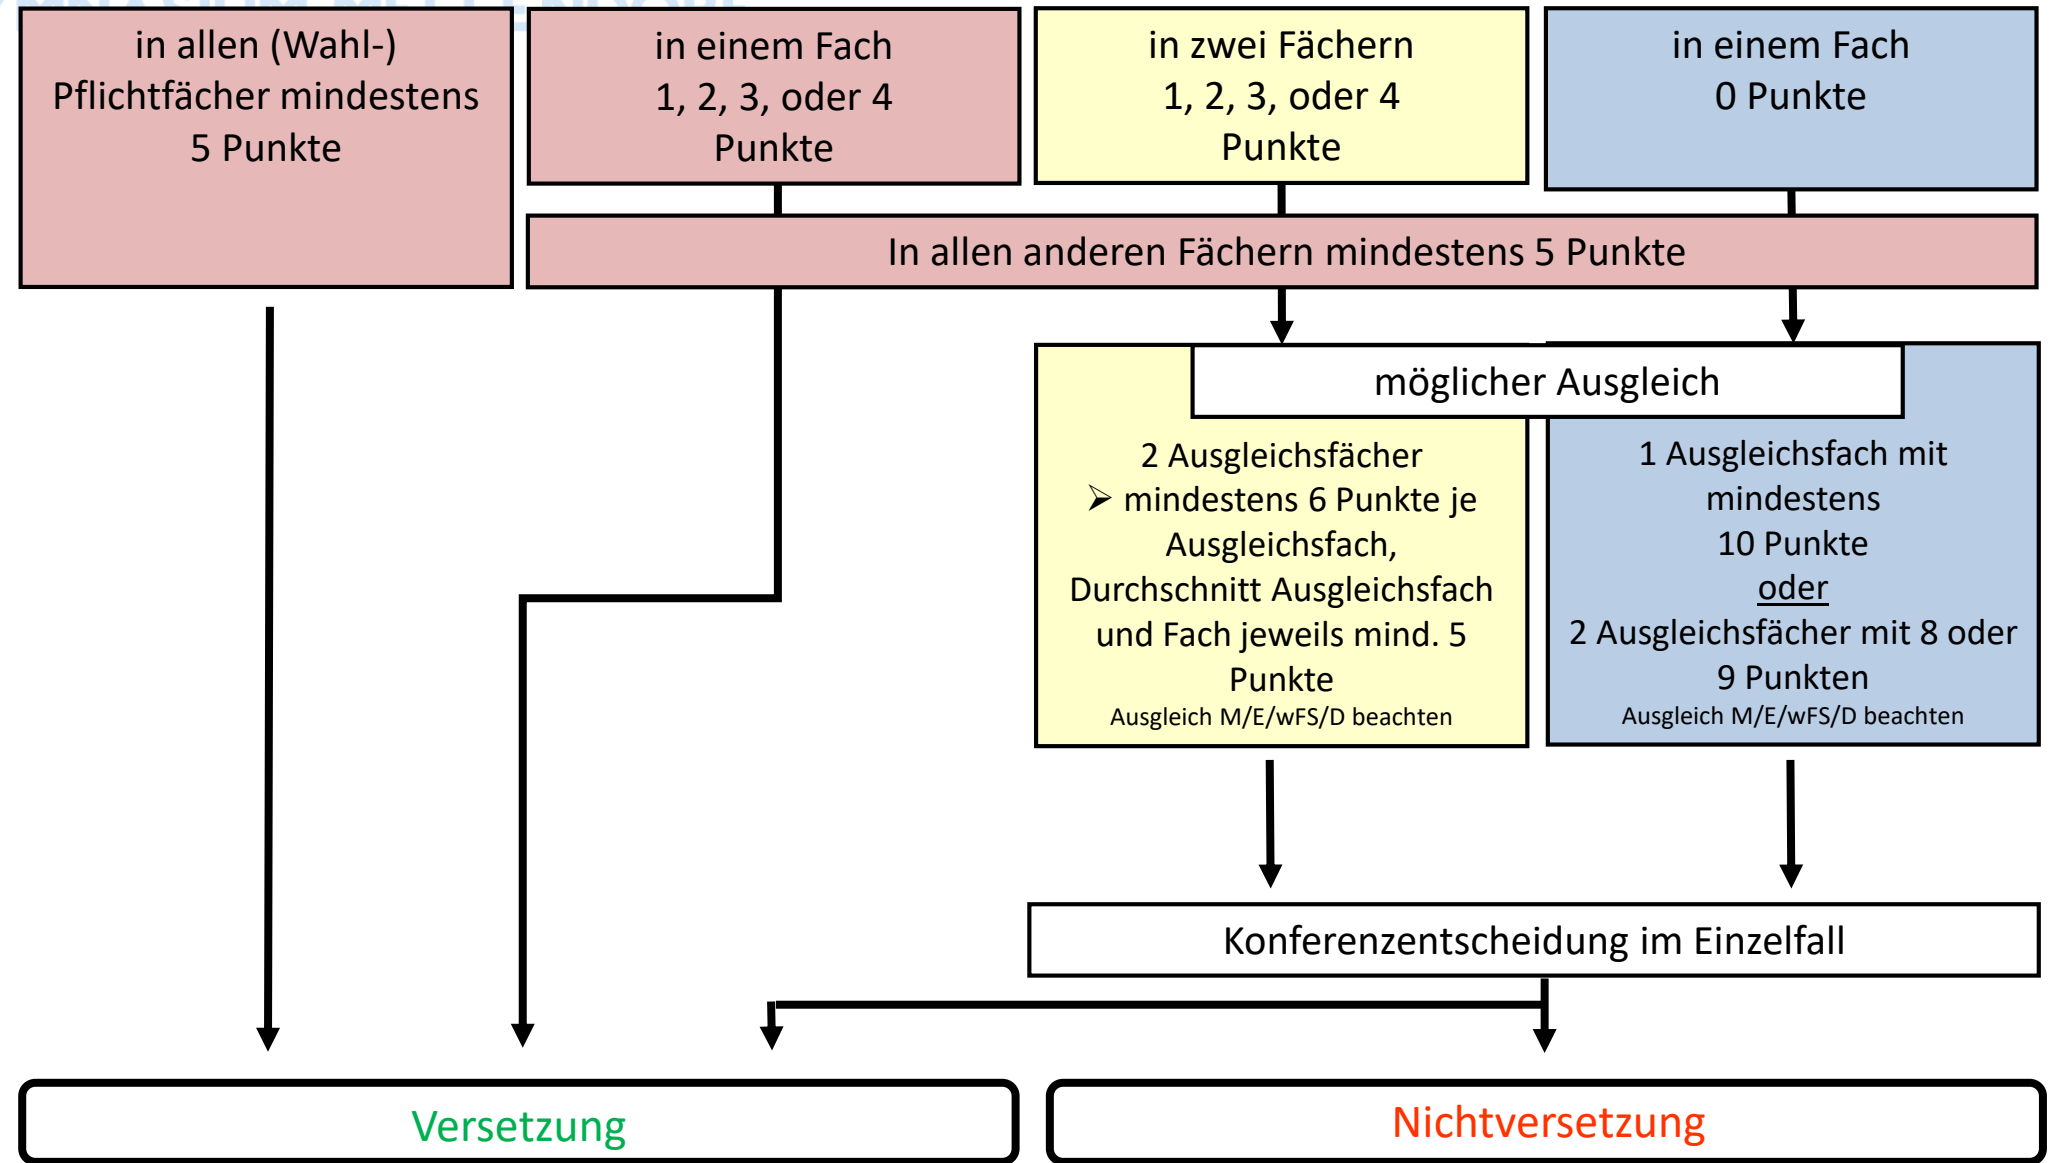 in allen (Wahl-)
Pflichtfächer mindestens
5 Punkte
in einem Fach
1, 2, 3, oder 4
Punkte
in zwei Fächern
1, 2, 3, oder 4
Punkte
in einem Fach
0 Punkte
In allen anderen Fächern mindestens 5 Punkte
möglicher Ausgleich
2 Ausgleichsfächer
➢ mindestens 6 Punkte je
Ausgleichsfach,
Durchschnitt Ausgleichsfach
und Fach jeweils mind. 5
Punkte
Ausgleich M/E/wFS/D beachten
1 Ausgleichsfach mit
mindestens
10 Punkte
oder
2 Ausgleichsfächer mit 8 oder
9 Punkten
Ausgleich M/E/wFS/D beachten
Konferenzentscheidung im Einzelfall
Versetzung
Nichtversetzung